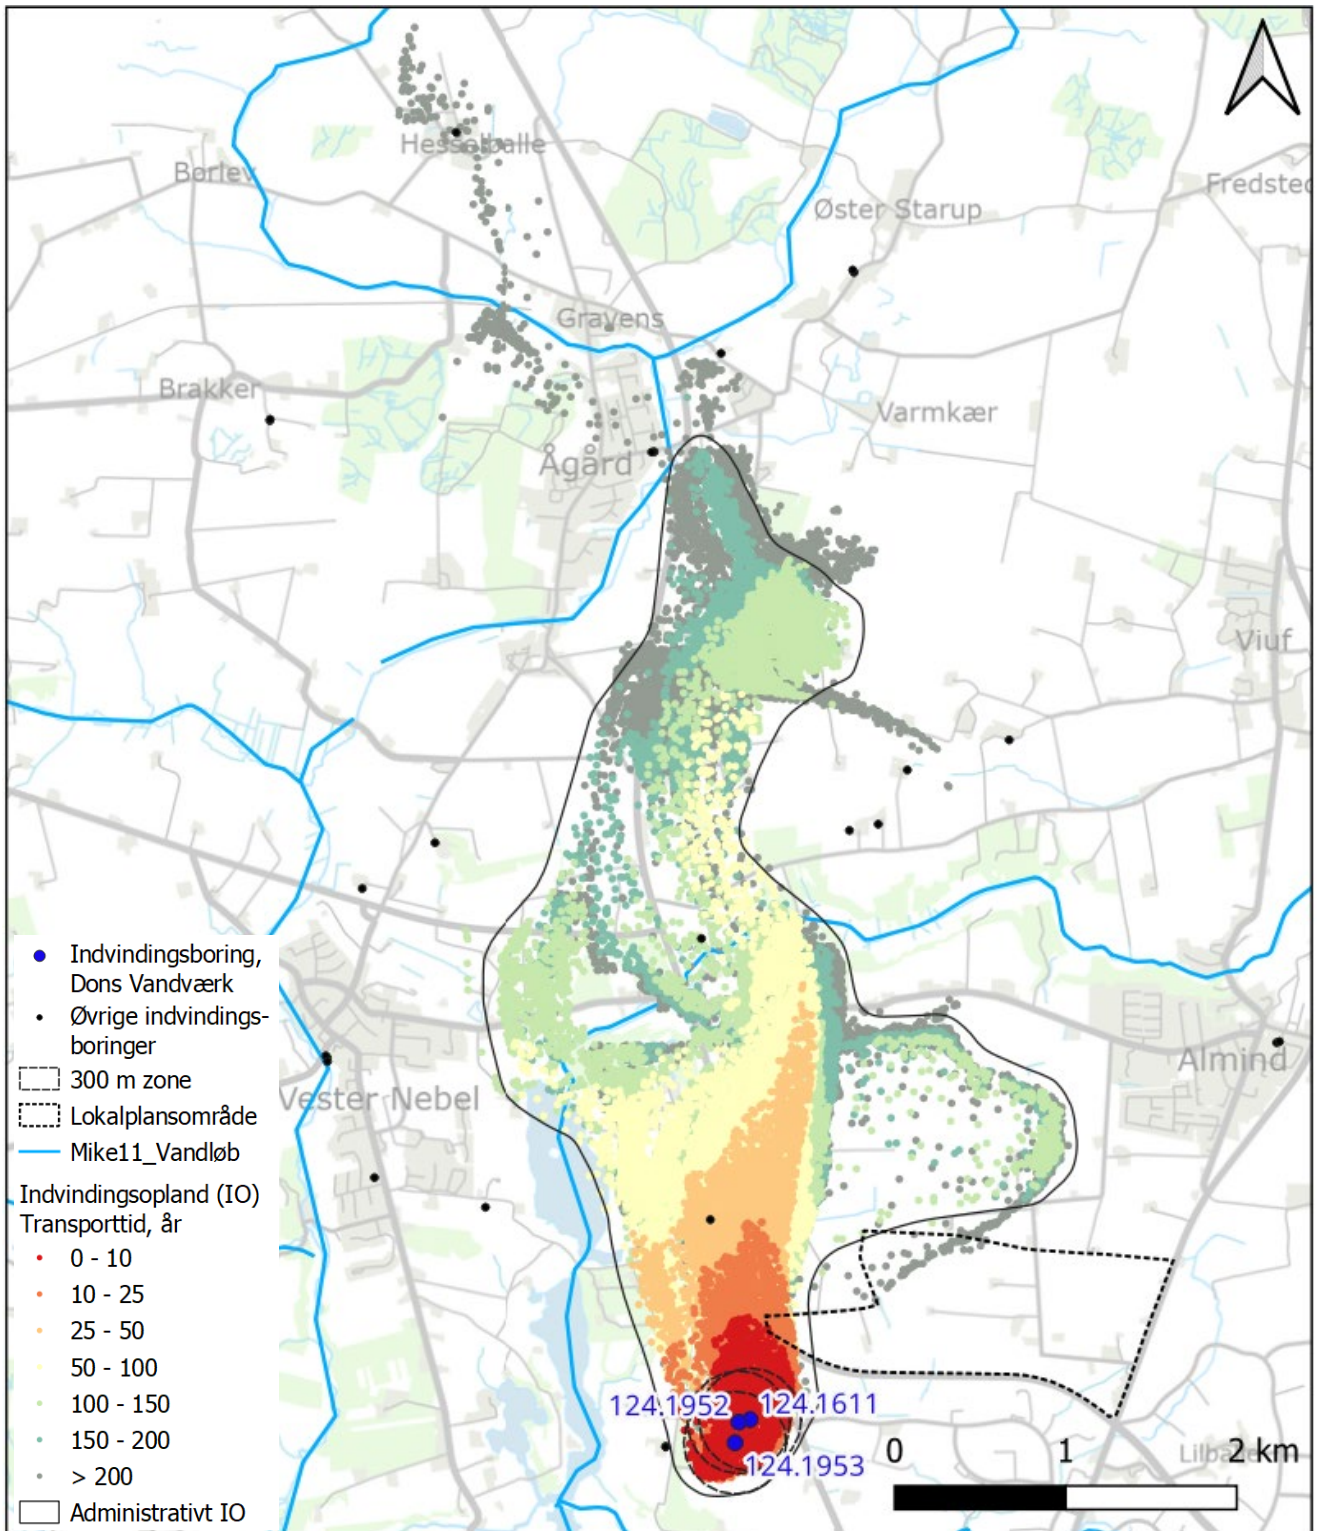 Hesselballe
Borlev
Fredsted
Øster Starup
Gravens
Brakker
Varmkær
Ågård
Viuf
Almind
Vester Nebel
Indvindingsboring,
Dons Vandværk
Øvrige indvindings-
boringer
300 m zone
Lokalplansområde
Mike11_Vandløb
Indvindingsopland (IO)
Transporttid, år
0 - 10
10 - 25
25 - 50
50 - 100
100 - 150
150 - 200
> 200
Administrativt IO
124.1952
124.1611
124.1953
0 1 2 km